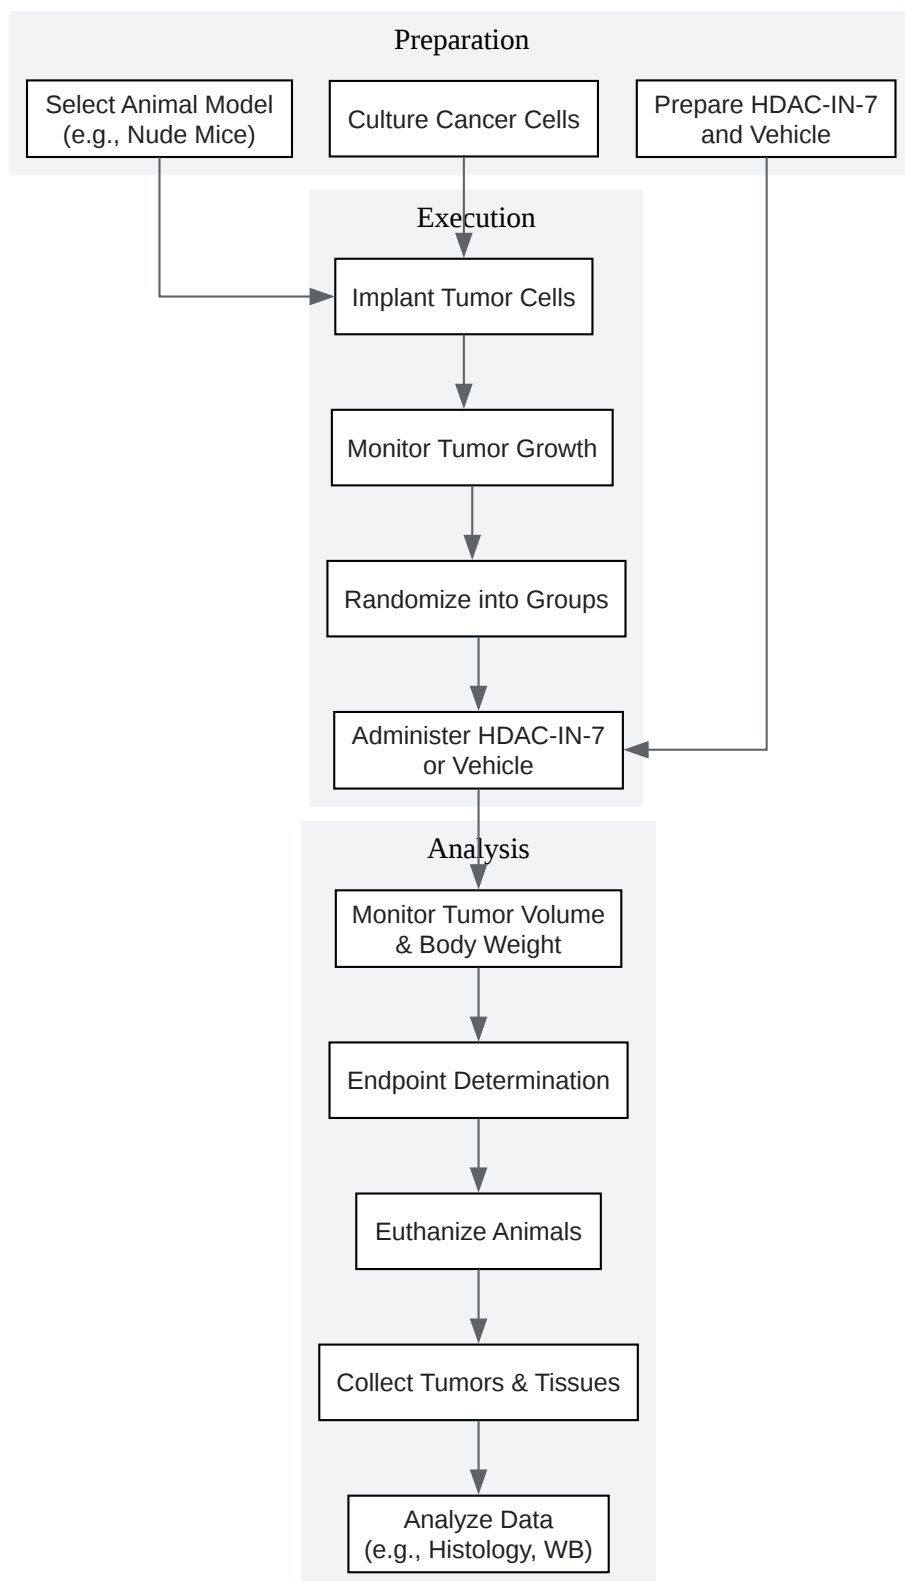 Preparation
Select Animal Model
(e.g., Nude Mice)
Culture Cancer Cells
Prepare HDAC-IN-7
and Vehicle
Execution
Implant Tumor Cells
Monitor Tumor Growth
Randomize into Groups
Administer HDAC-IN-7
or Vehicle
Analysis
Monitor Tumor Volume
& Body Weight
Endpoint Determination
Euthanize Animals
Collect Tumors & Tissues
Analyze Data
(e.g., Histology, WB)